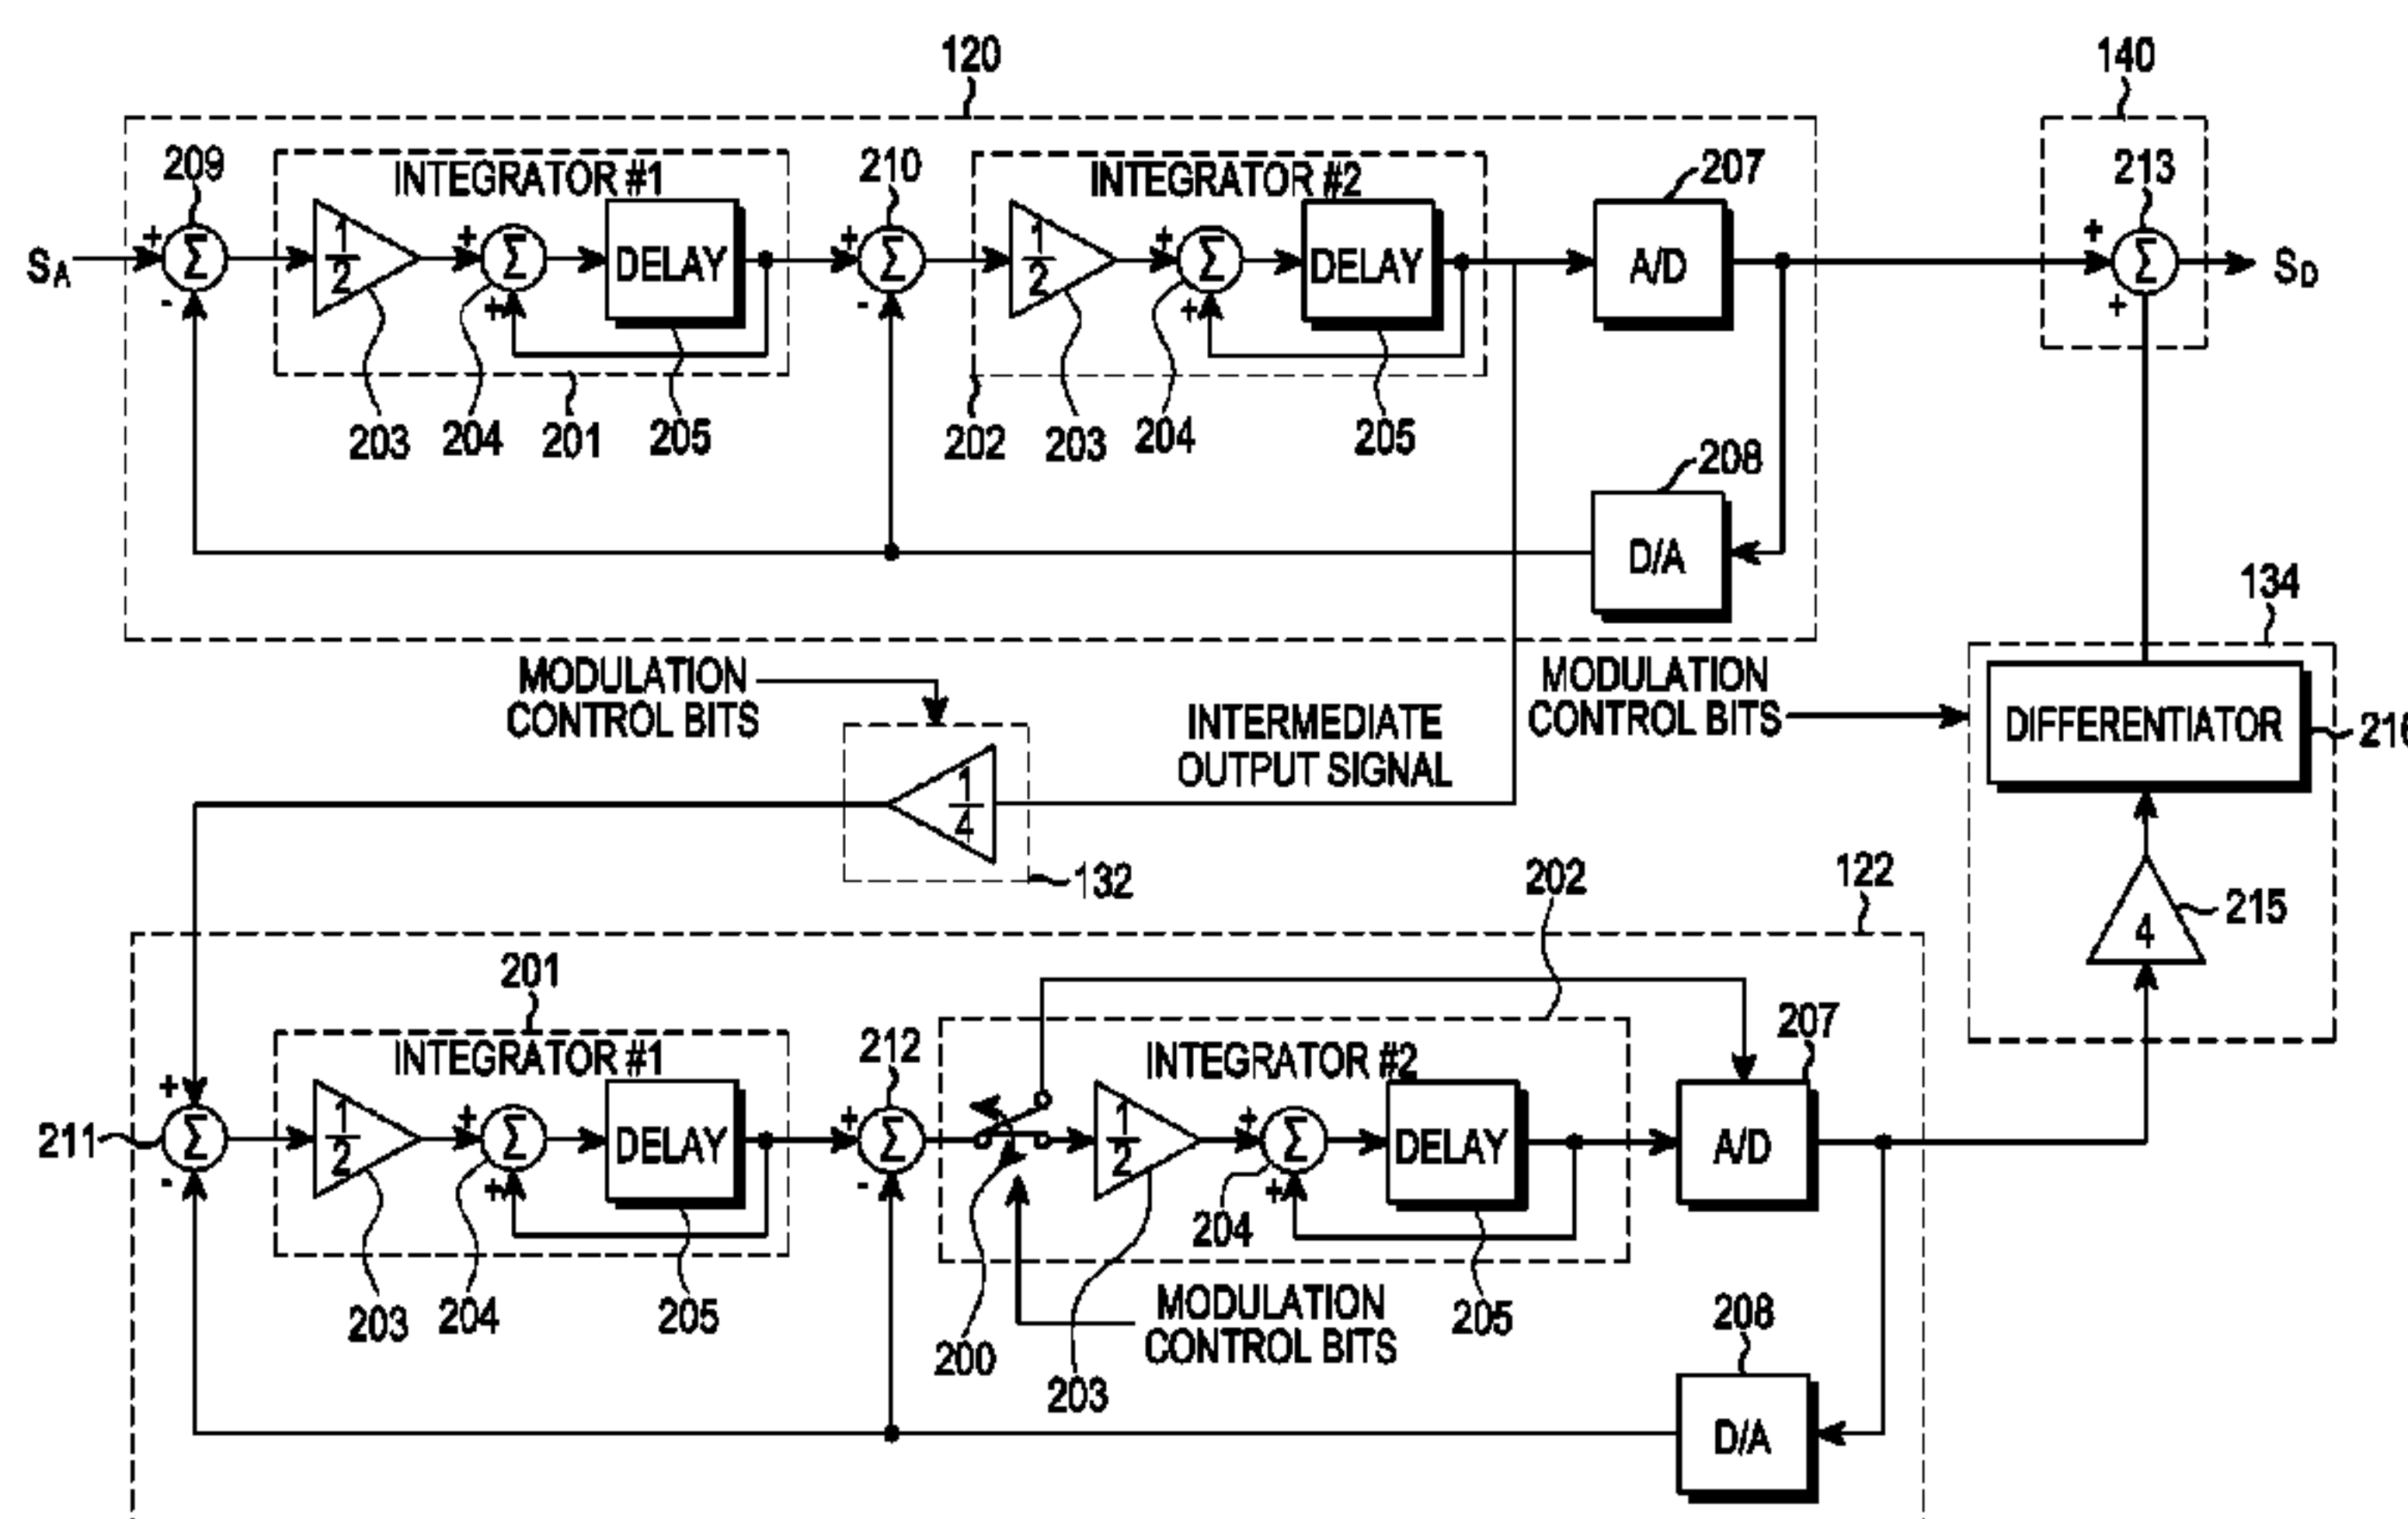 120
140
209
INTEGRATOR #1
210
INTEGRATOR #2
207
213
SA
+
-
Σ
1
2
+
Σ
+
DELAY
+
-
Σ
1
2
+
Σ
+
DELAY
A/D
+
Σ
+
SD
203
204
201
205
202
203
204
205
208
D/A
134
MODULATION
CONTROL BITS
INTERMEDIATE
OUTPUT SIGNAL
MODULATION
CONTROL BITS
DIFFERENTIATOR
1
4
132
202
122
4
215
201
INTEGRATOR #1
212
INTEGRATOR #2
207
211
+
-
Σ
1
2
+
Σ
+
DELAY
+
-
Σ
1
2
+
Σ
+
DELAY
A/D
203
204
205
200
203
204
MODULATION
CONTROL BITS
205
208
D/A